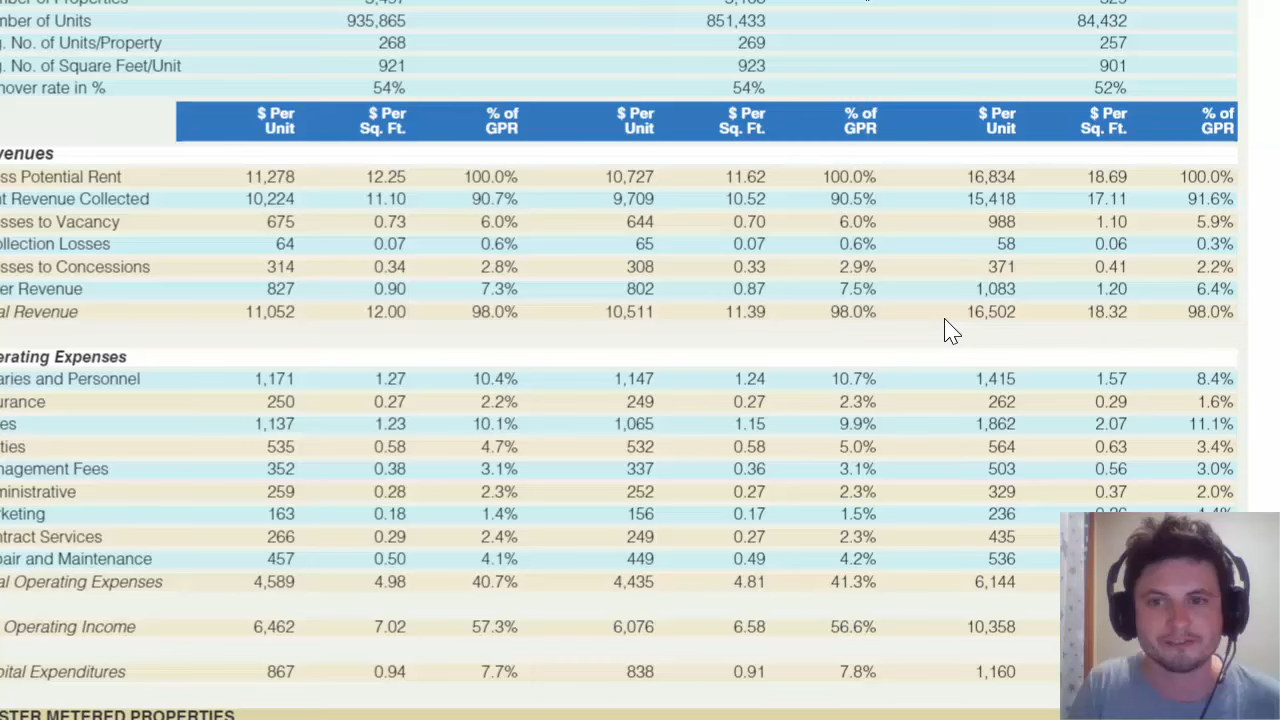 mber of Units 935,865 851,433 84,432
. No. of Units/Property 268 269 257
. No. of Square Feet/Unit 921 923 901
nover rate in % 54% 54% 52%
$ Per Unit $ Per Sq. Ft. % of GPR $ Per Unit $ Per Sq. Ft. % of GPR $ Per Unit $ Per Sq. Ft. % of GPR
venues
ss Potential Rent 11,278 12.25 100.0% 10,727 11.62 100.0% 16,834 18.69 100.0%
nt Revenue Collected 10,224 11.10 90.7% 9,709 10.52 90.5% 15,418 17.11 91.6%
sses to Vacancy 675 0.73 6.0% 644 0.70 6.0% 988 1.10 5.9%
ollection Losses 64 0.07 0.6% 65 0.07 0.6% 58 0.06 0.3%
sses to Concessions 314 0.34 2.8% 308 0.33 2.9% 371 0.41 2.2%
er Revenue 827 0.90 7.3% 802 0.87 7.5% 1,083 1.20 6.4%
al Revenue 11,052 12.00 98.0% 10,511 11.39 98.0% 16,502 18.32 98.0%
erating Expenses
aries and Personnel 1,171 1.27 10.4% 1,147 1.24 10.7% 1,415 1.57 8.4%
urance 250 0.27 2.2% 249 0.27 2.3% 262 0.29 1.6%
es 1,137 1.23 10.1% 1,065 1.15 9.9% 1,862 2.07 11.1%
ties 535 0.58 4.7% 532 0.58 5.0% 564 0.63 3.4%
nagement Fees 352 0.38 3.1% 337 0.36 3.1% 503 0.56 3.0%
ministrative 259 0.28 2.3% 252 0.27 2.3% 329 0.37 2.0%
rketing 163 0.18 1.4% 156 0.17 1.5% 236
ntract Services 266 0.29 2.4% 249 0.27 2.3% 435
pair and Maintenance 457 0.50 4.1% 449 0.49 4.2% 536
al Operating Expenses 4,589 4.98 40.7% 4,435 4.81 41.3% 6,144
Operating Income 6,462 7.02 57.3% 6,076 6.58 56.6% 10,358
pital Expenditures 867 0.94 7.7% 838 0.91 7.8% 1,160
STER METERED PROPERTIES